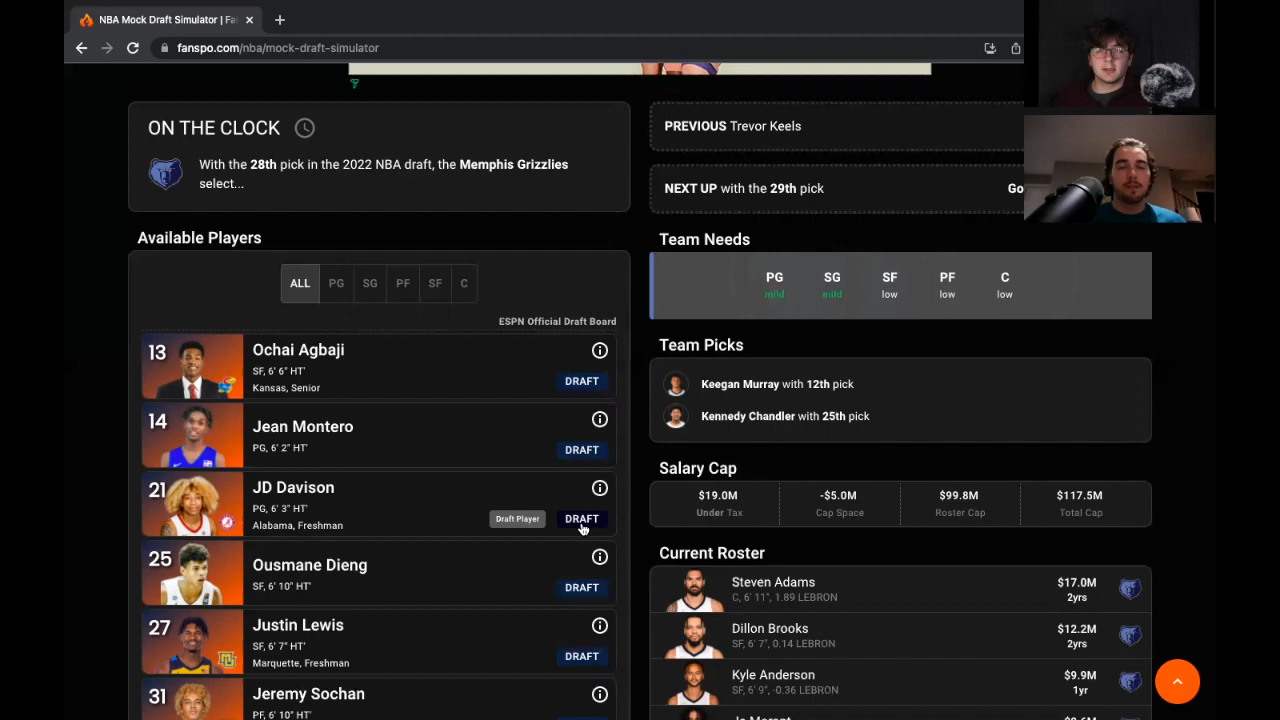 NBA Mock Draft Simulator | Fa
fanspo.com/nba/mock-draft-simulator
ON THE CLOCK
With the 28th pick in the 2022 NBA draft, the Memphis Grizzlies
select...
PREVIOUS Trevor Keels
NEXT UP with the 29th pick
Go
Available Players
ALL PG SG PF SF C
ESPN Official Draft Board
13 Ochai Agbaji
SF, 6' 6" HT'
Kansas, Senior
DRAFT
14 Jean Montero
PG, 6' 2" HT'
DRAFT
21 JD Davison
PG, 6' 3" HT'
Alabama, Freshman
Draft Player
DRAFT
25 Ousmane Dieng
SF, 6' 10" HT'
DRAFT
27 Justin Lewis
SF, 6' 7" HT'
Marquette, Freshman
DRAFT
31 Jeremy Sochan
PF, 6' 10" HT'
Team Needs
PG SG SF PF C
mild mild low low low
Team Picks
Keegan Murray with 12th pick
Kennedy Chandler with 25th pick
Salary Cap
$19.0M -$5.0M $99.8M $117.5M
Under Tax Cap Space Roster Cap Total Cap
Current Roster
Steven Adams $17.0M
C, 6' 11", 1.89 LEBRON 2yrs
Dillon Brooks $12.2M
SF, 6' 7", 0.14 LEBRON 2yrs
Kyle Anderson $9.9M
SF, 6' 9", -0.36 LEBRON 1yr